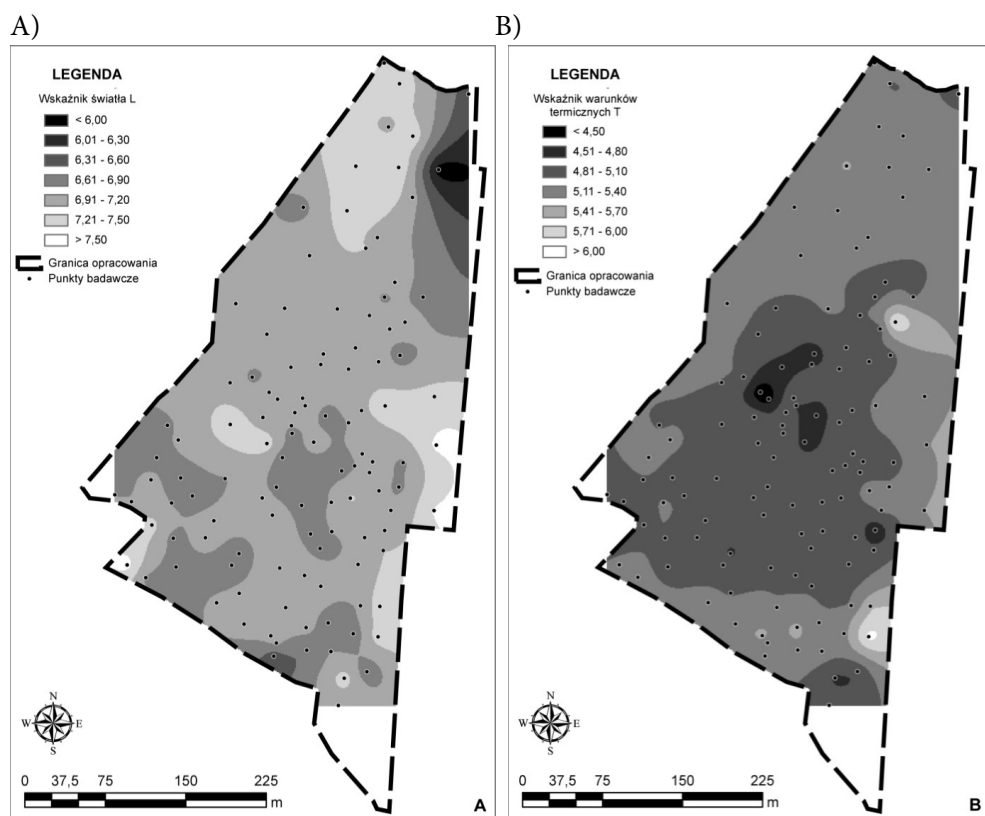 A)
LEGENDA
Wskaźnik światła L
< 6,00
6,01 - 6,30
6,31 - 6,60
6,61 - 6,90
6,91 - 7,20
7,21 - 7,50
> 7,50
Granica opracowania
Punkty badawcze
N
W E
S
0 37,5 75 150 225
m
A
B)
LEGENDA
Wskaźnik warunków
termicznych T
< 4,50
4,51 - 4,80
4,81 - 5,10
5,11 - 5,40
5,41 - 5,70
5,71 - 6,00
> 6,00
Granica opracowania
Punkty badawcze
N
W E
S
0 37,5 75 150 225
m
B